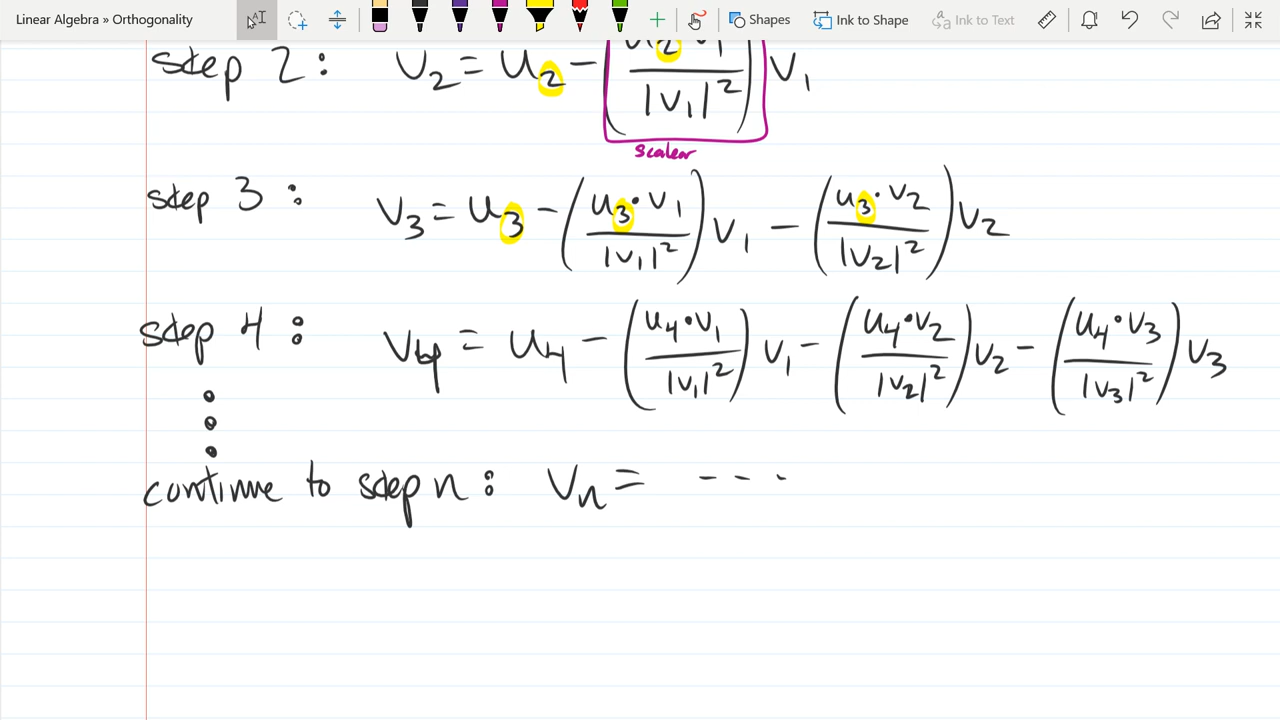 Linear Algebra » Orthogonality
Shapes
Ink to Shape
Ink to Text
step 2: V₂ = u₂ - (u₂·v₁ / |v₁|²) v₁
scalar
step 3: V₃ = u₃ - (u₃·v₁ / |v₁|²) v₁ - (u₃·v₂ / |v₂|²) v₂
step 4: V₄ = u₄ - (u₄·v₁ / |v₁|²) v₁ - (u₄·v₂ / |v₂|²) v₂ - (u₄·v₃ / |v₃|²) v₃
continue to step n: Vₙ = - - -